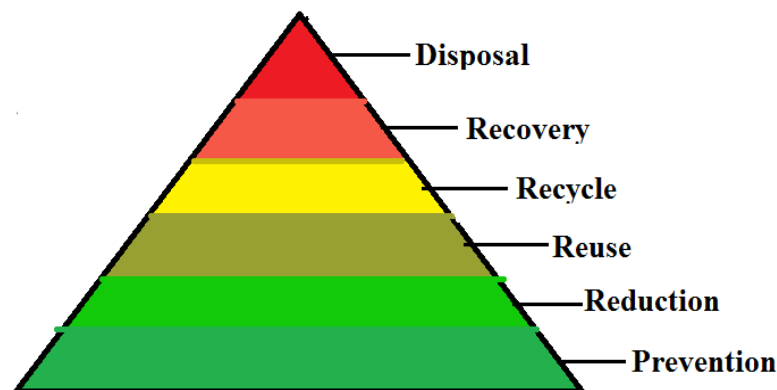 Disposal
Recovery
Recycle
Reuse
Reduction
Prevention